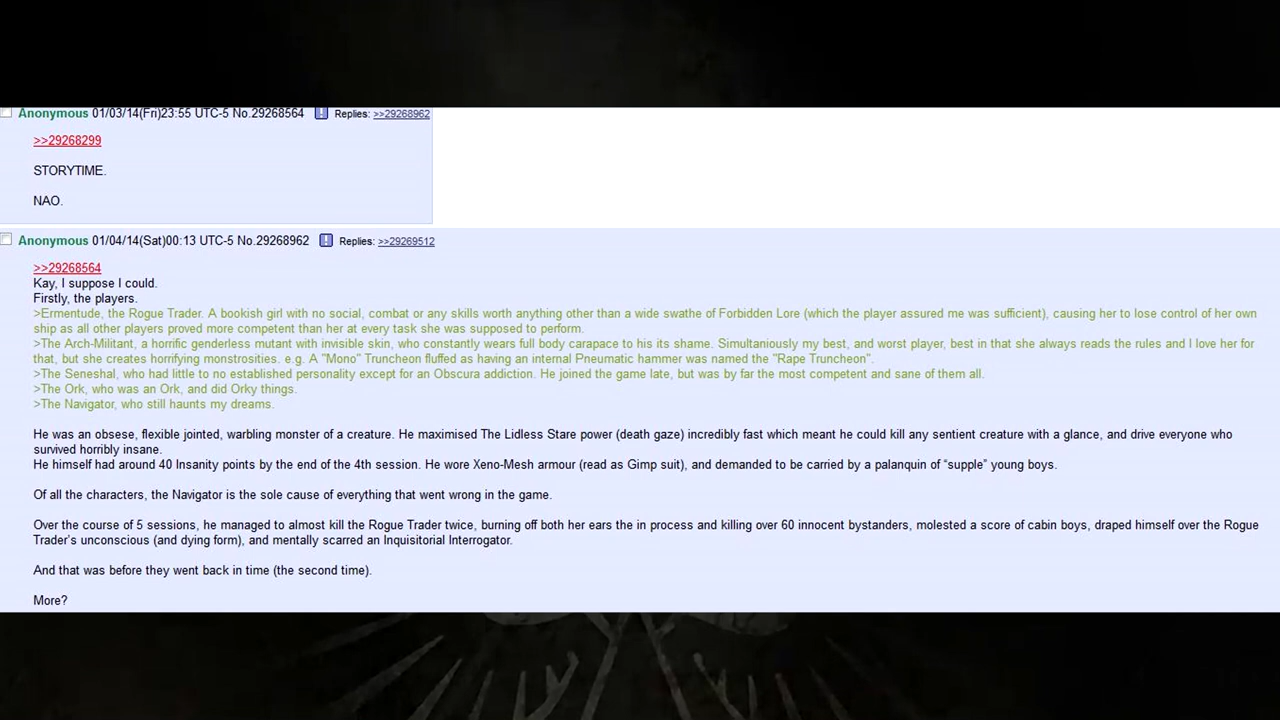 Anonymous 01/03/14(Fri)23:55 UTC-5 No.29268564 Replies: >>29268962
>>29268299
STORYTIME.
NAO.
Anonymous 01/04/14(Sat)00:13 UTC-5 No.29268962 Replies: >>29269512
>>29268564
Kay, I suppose I could.
Firstly, the players.
>Ermentude, the Rogue Trader. A bookish girl with no social, combat or any skills worth anything other than a wide swathe of Forbidden Lore (which the player assured me was sufficient), causing her to lose control of her own
ship as all other players proved more competent than her at every task she was supposed to perform.
>The Arch-Militant, a horrific genderless mutant with invisible skin, who constantly wears full body carapace to his its shame. Simultaniously my best, and worst player, best in that she always reads the rules and I love her for
that, but she creates horrifying monstrosities. e.g. A "Mono" Truncheon fluffed as having an internal Pneumatic hammer was named the "Rape Truncheon".
>The Seneshal, who had little to no established personality except for an Obscura addiction. He joined the game late, but was by far the most competent and sane of them all.
>The Ork, who was an Ork, and did Orky things.
>The Navigator, who still haunts my dreams.
He was an obsese, flexible jointed, warbling monster of a creature. He maximised The Lidless Stare power (death gaze) incredibly fast which meant he could kill any sentient creature with a glance, and drive everyone who
survived horribly insane.
He himself had around 40 Insanity points by the end of the 4th session. He wore Xeno-Mesh armour (read as Gimp suit), and demanded to be carried by a palanquin of “supple” young boys.
Of all the characters, the Navigator is the sole cause of everything that went wrong in the game.
Over the course of 5 sessions, he managed to almost kill the Rogue Trader twice, burning off both her ears the in process and killing over 60 innocent bystanders, molested a score of cabin boys, draped himself over the Rogue
Trader's unconscious (and dying form), and mentally scarred an Inquisitorial Interrogator.
And that was before they went back in time (the second time).
More?